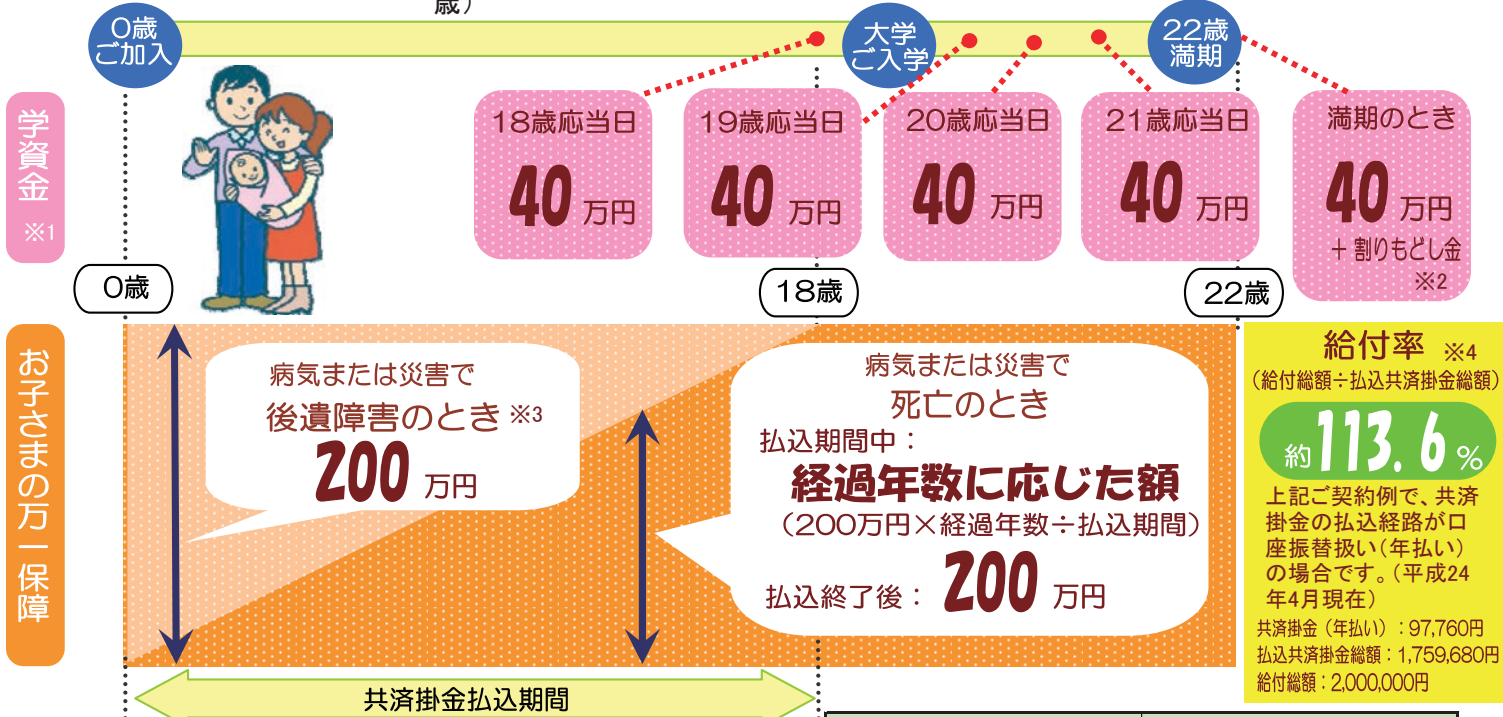 歳）
0歳
ご加入
大学
ご入学
22歳
満期
学資金
※1
18歳応当日
40万円
19歳応当日
40万円
20歳応当日
40万円
21歳応当日
40万円
満期のとき
40万円
＋割りもどし金
※2
0歳
18歳
22歳
お子さまの万一保障
病気または災害で
後遺障害のとき※3
200万円
病気または災害で
死亡のとき
払込期間中：
経過年数に応じた額
（200万円×経過年数÷払込期間）
払込終了後：200万円
給付率 ※4
（給付総額÷払込共済掛金総額）
約113.6%
上記ご契約例で、共済
掛金の払込経路が口
座振替扱い（年払い）
の場合です。（平成24
年4月現在）
共済掛金（年払い）：97,760円
払込共済掛金総額：1,759,680円
給付総額：2,000,000円
共済掛金払込期間